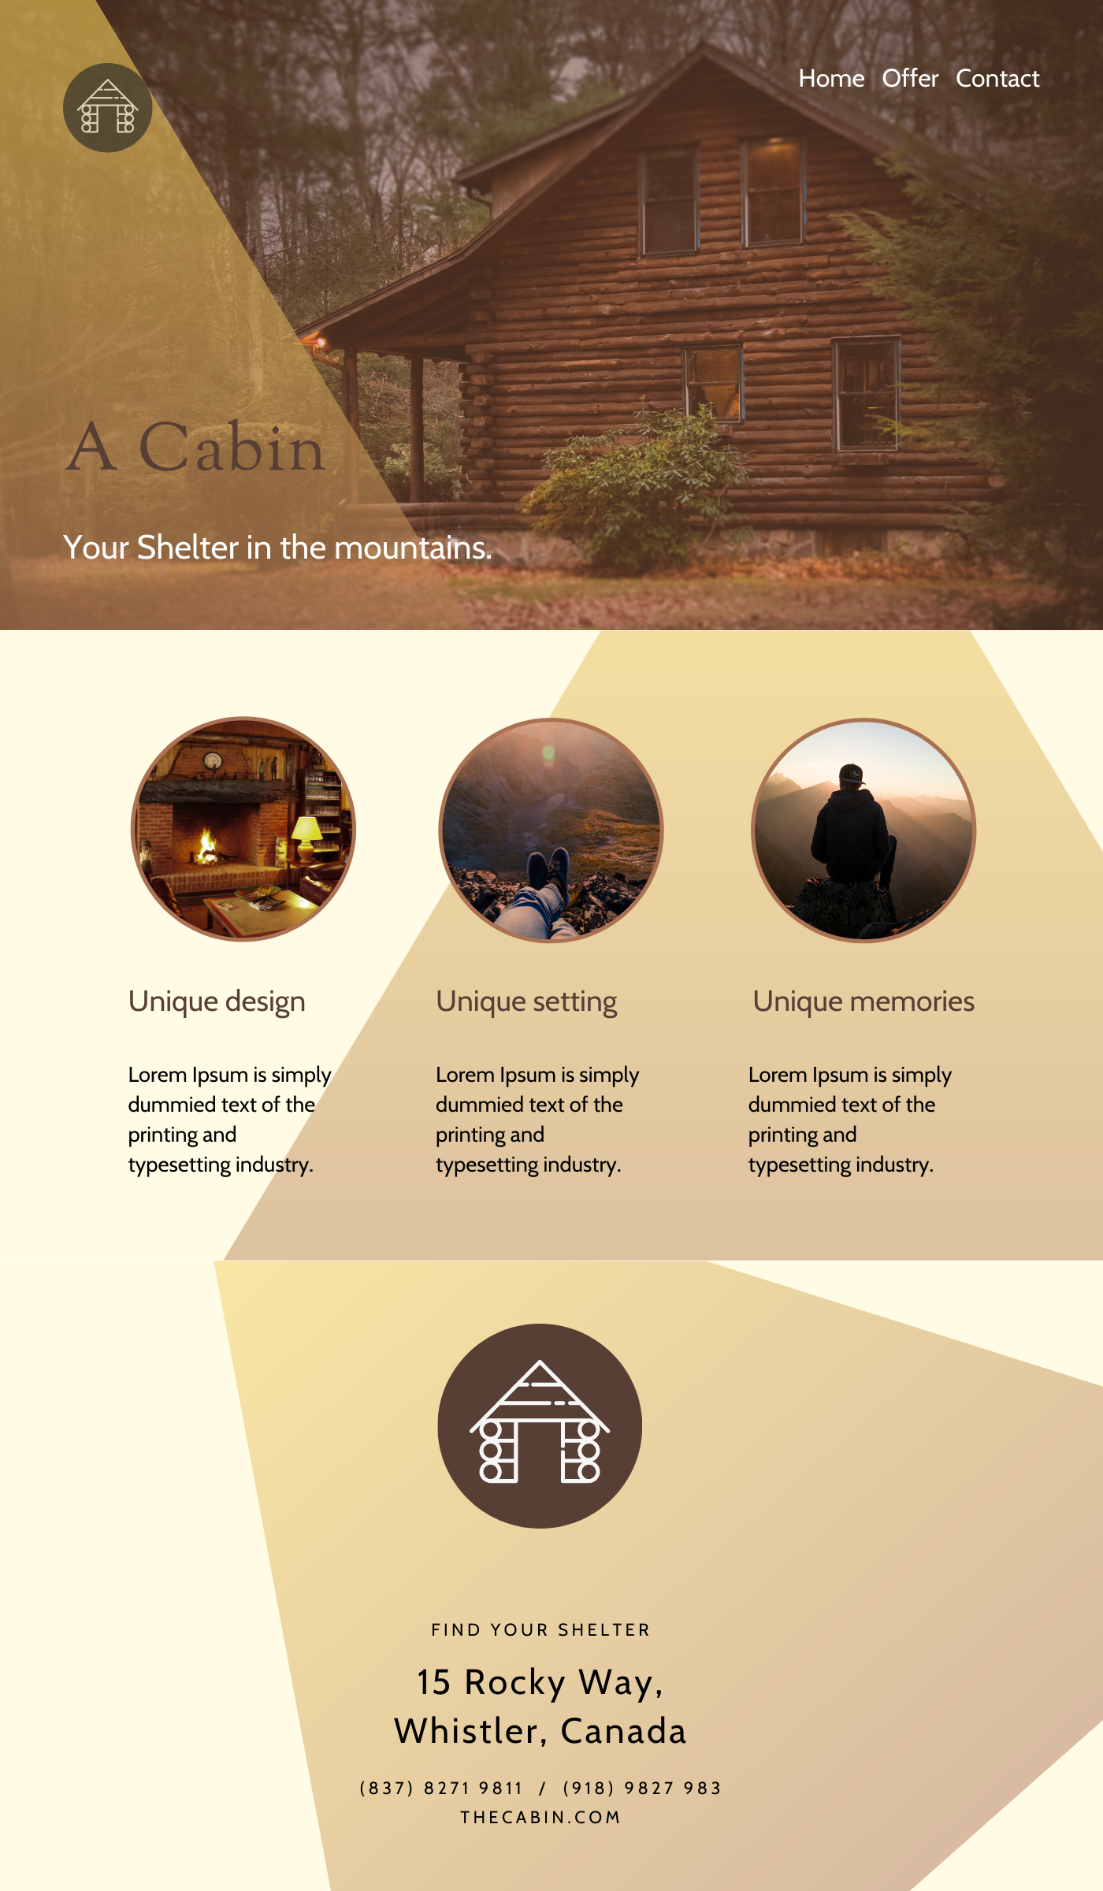 Home Offer Contact
A Cabin
Your Shelter in the mountains.
Unique design
Lorem Ipsum is simply
dummied text of the
printing and
typesetting industry.
Unique setting
Lorem Ipsum is simply
dummied text of the
printing and
typesetting industry.
Unique memories
Lorem Ipsum is simply
dummied text of the
printing and
typesetting industry.
FIND YOUR SHELTER
15 Rocky Way,
Whistler, Canada
(837) 8271 9811 / (918) 9827 983
THECABIN.COM